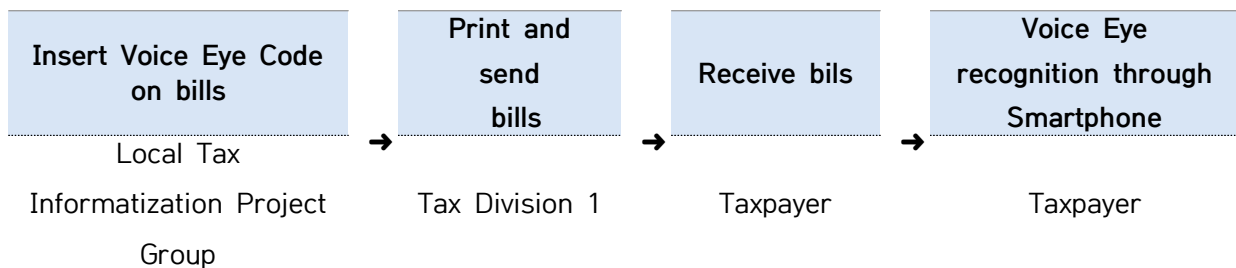 Insert Voice Eye Code
on bills
Local Tax
Informatization Project
Group
➜
Print and
send
bills
Tax Division 1
➜
Receive bils
Taxpayer
➜
Voice Eye
recognition through
Smartphone
Taxpayer